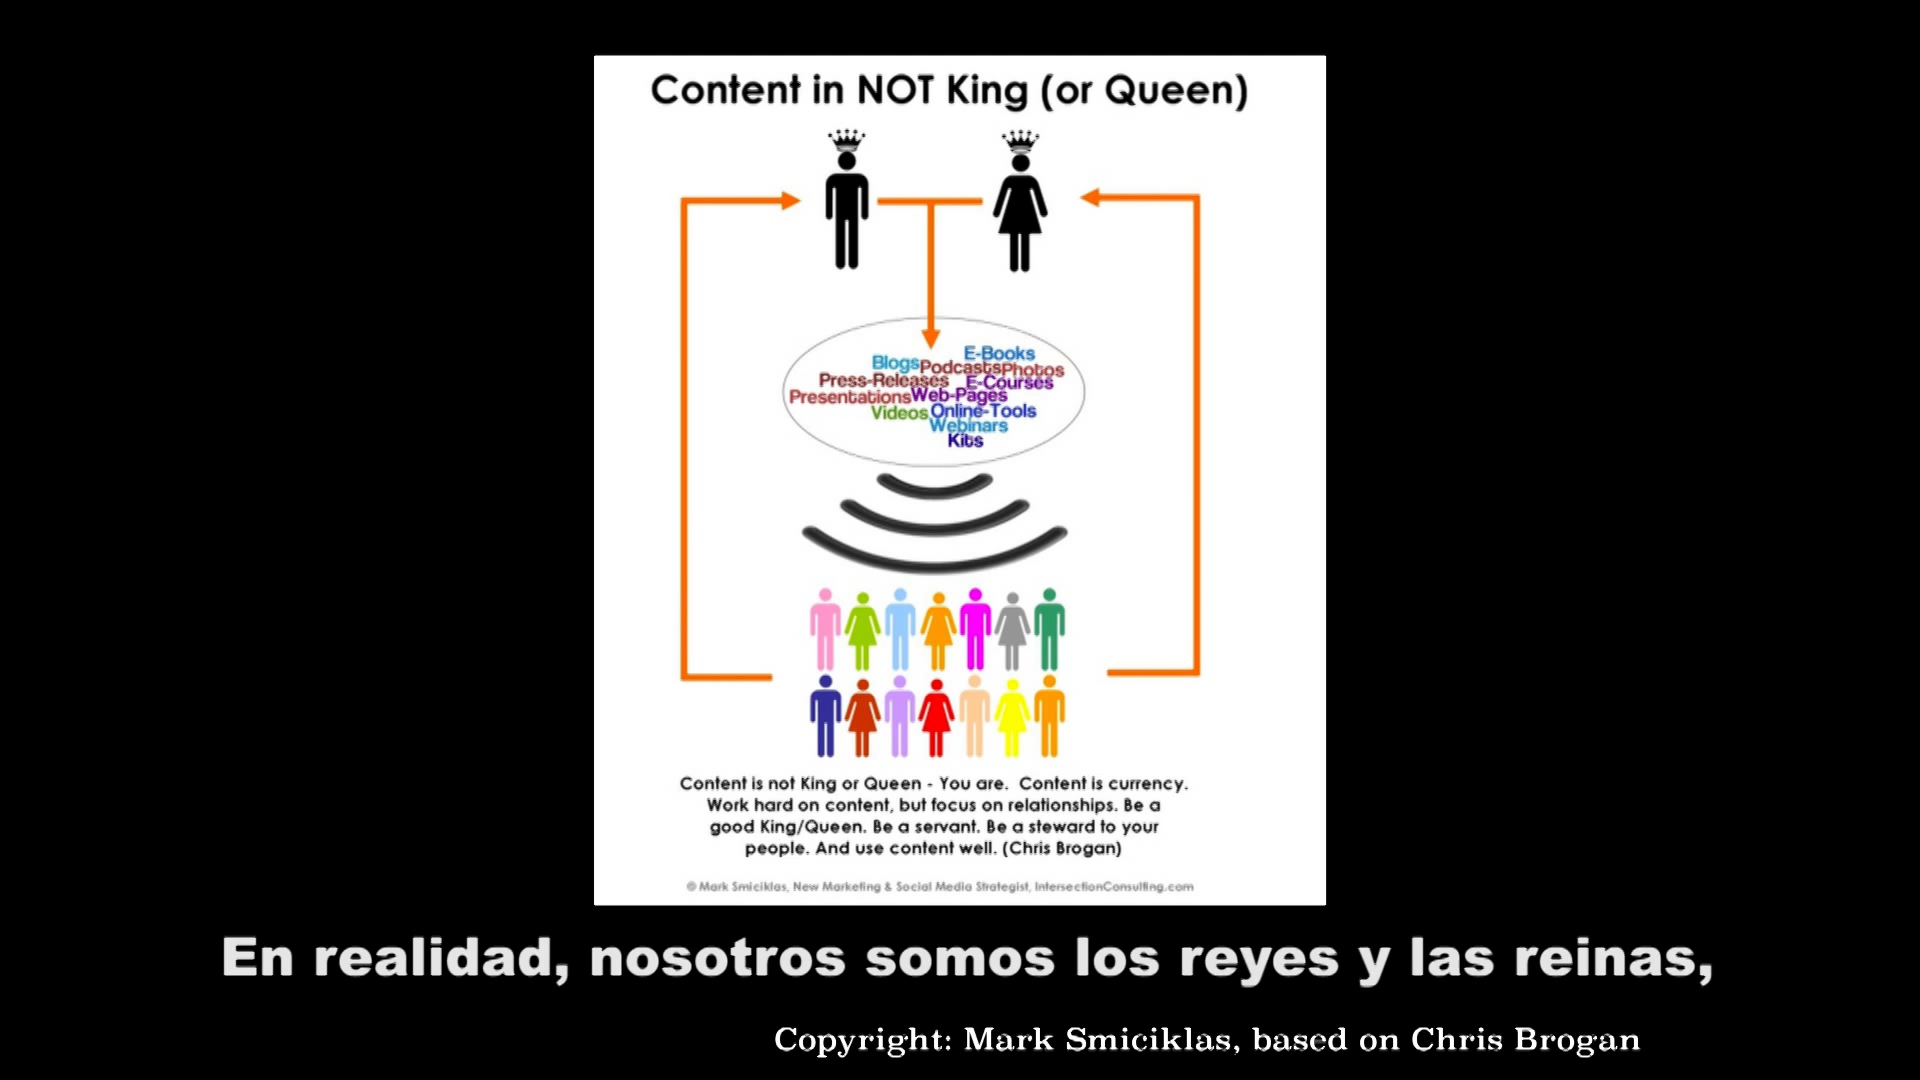 Content in NOT King (or Queen)
E-Books
Blogs Podcasts Photos
Press-Releases E-Courses
Presentations Web-Pages
Videos Online-Tools
Webinars
Kits
Content is not King or Queen - You are. Content is currency.
Work hard on content, but focus on relationships. Be a
good King/Queen. Be a servant. Be a steward to your
people. And use content well. (Chris Brogan)
© Mark Smiciklas, New Marketing & Social Media Strategist, IntersectionConsulting.com
En realidad, nosotros somos los reyes y las reinas,
Copyright: Mark Smiciklas, based on Chris Brogan